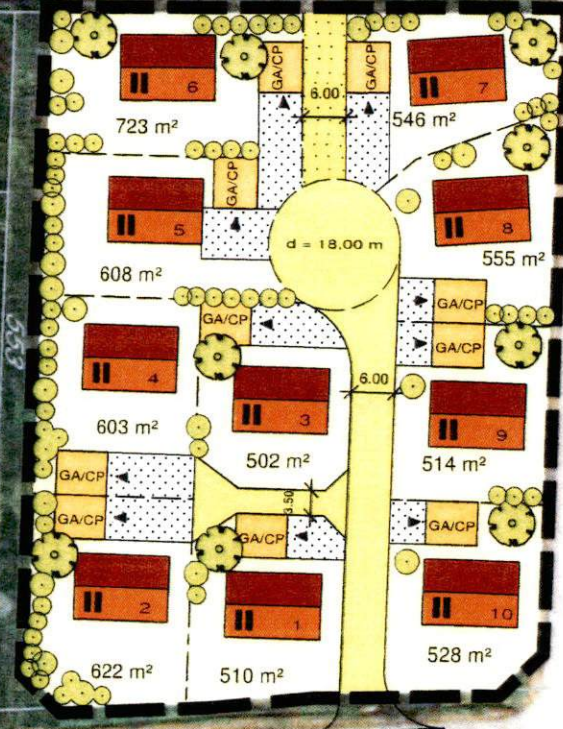 GA/CP
GA/CP
6
7
6.00
723 m²
546 m²
GA/CP
5
8
d = 18,00 m
555 m²
608 m²
GA/CP
GA/CP
GA/CP
553
4
6.00
3
9
603 m²
502 m²
514 m²
GA/CP
3.50
GA/CP
GA/CP
GA/CP
2
1
10
622 m²
510 m²
528 m²